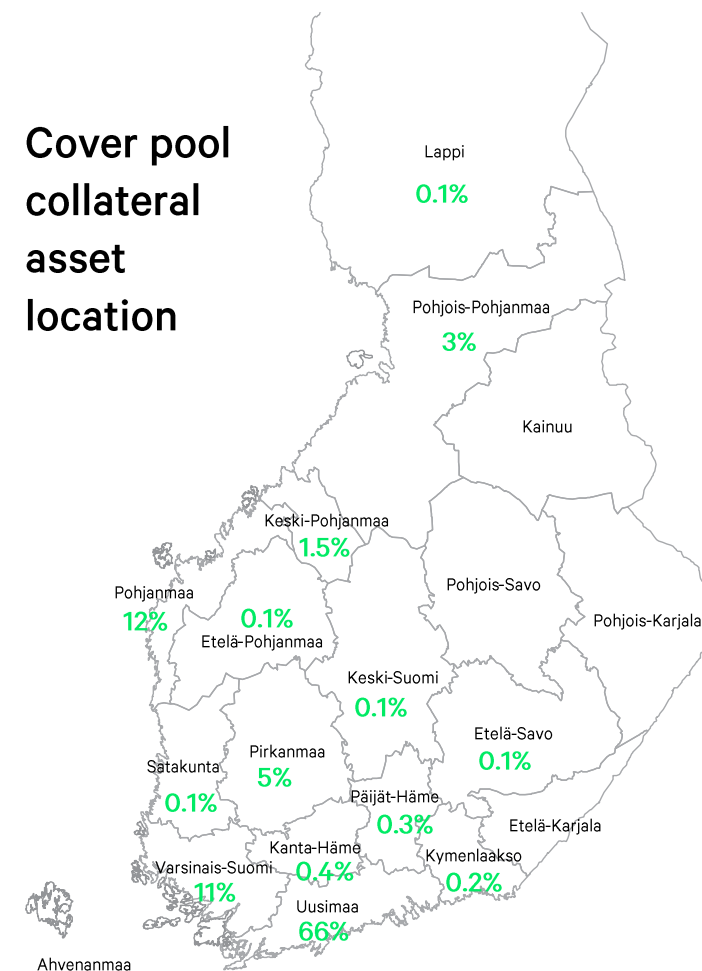 Cover pool
collateral
asset
location
Lappi
0.1%
Pohjois-Pohjanmaa
3%
Kainuu
Keski-Pohjanmaa
1.5%
Pohjois-Savo
Pohjanmaa
12%
0.1%
Etelä-Pohjanmaa
Pohjois-Karjala
Keski-Suomi
0.1%
Etelä-Savo
0.1%
Pirkanmaa
5%
Satakunta
0.1%
Päijät-Häme
0.3%
Etelä-Karjala
Kanta-Häme
0.4%
Kymenlaakso
0.2%
Varsinais-Suomi
11%
Uusimaa
66%
Ahvenanmaa